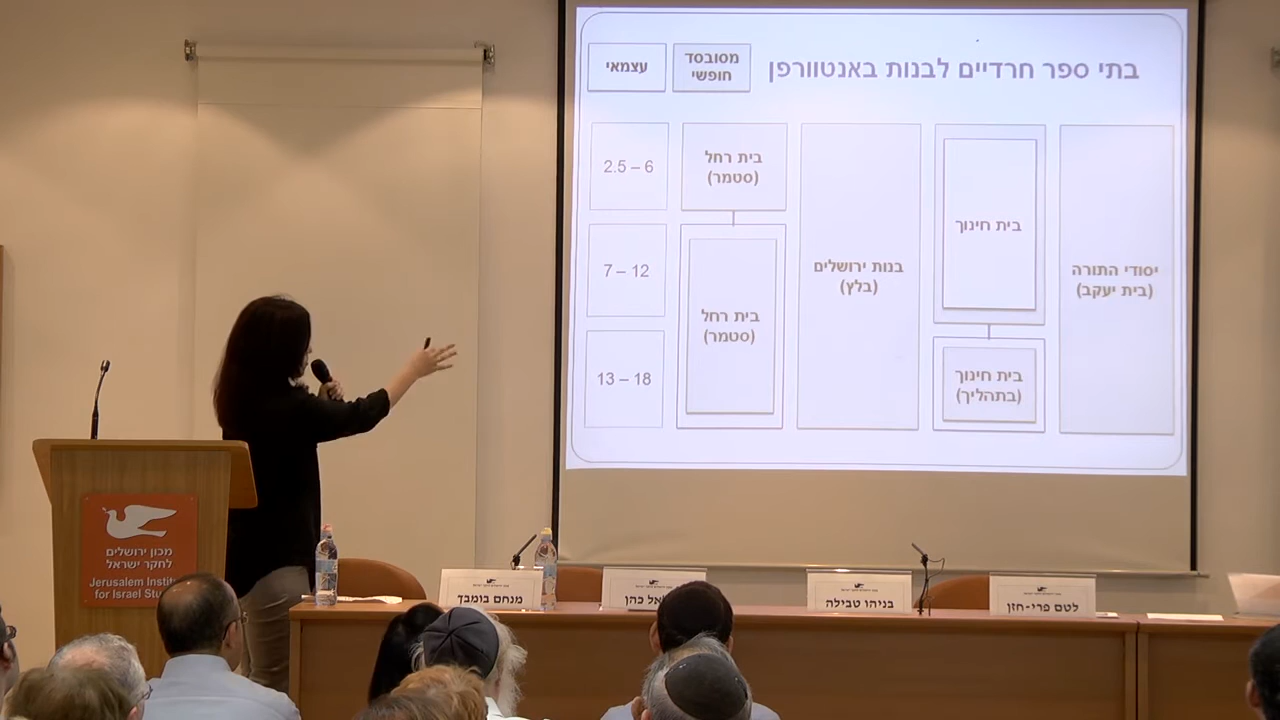 בתי ספר חרדיים לבנות באנטוורפן
מסובסד
חופשי
עצמאי
יסודי התורה
(בית יעקב)
בית חינוך
בית חינוך
(בתהליך)
בנות ירושלים
(בלץ)
בית רחל
(סטמר)
בית רחל
(סטמר)
2.5 – 6
7 – 12
13 – 18
מכון ירושלים
לחקר ישראל
Jerusalem Instit
for Israel Stu
מנחם בומבך
כהן
בניהו טבילה
לטם פרי-חזן